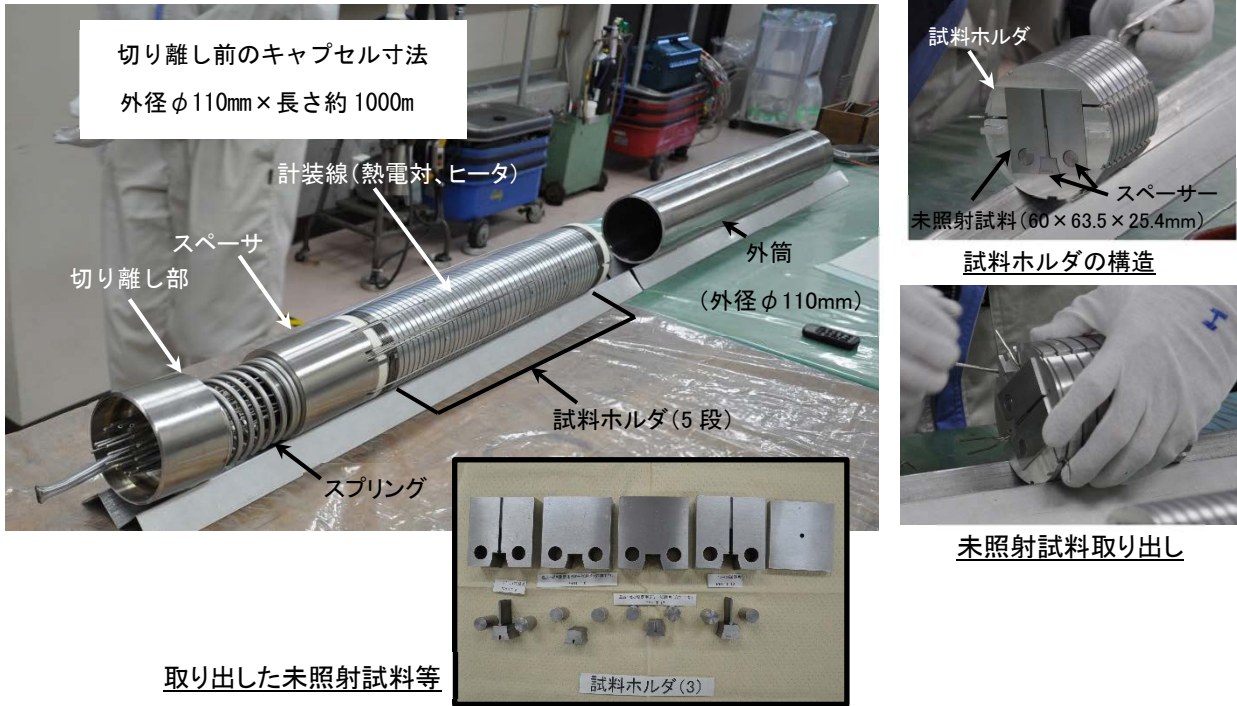 切り離し前のキャプセル寸法
外径φ110mm×長さ約1000m
計装線(熱電対、ヒータ)
スペーサ
切り離し部
外筒
(外径φ110mm)
試料ホルダ(5段)
スプリング
試料ホルダ
スペーサー
未照射試料(60×63.5×25.4mm)
試料ホルダの構造
未照射試料取り出し
取り出した未照射試料等
試料ホルダ(3)